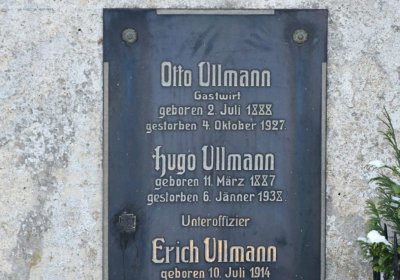 Otto Ullmann
Gastwirt
geboren 2. Juli 1888
gestorben 4. Oktober 1927.
Hugo Ullmann
geboren 11. März 1887
gestorben 6. Jänner 1938.
Unteroffizier
Erich Ullmann
geboren 10. Juli 1914